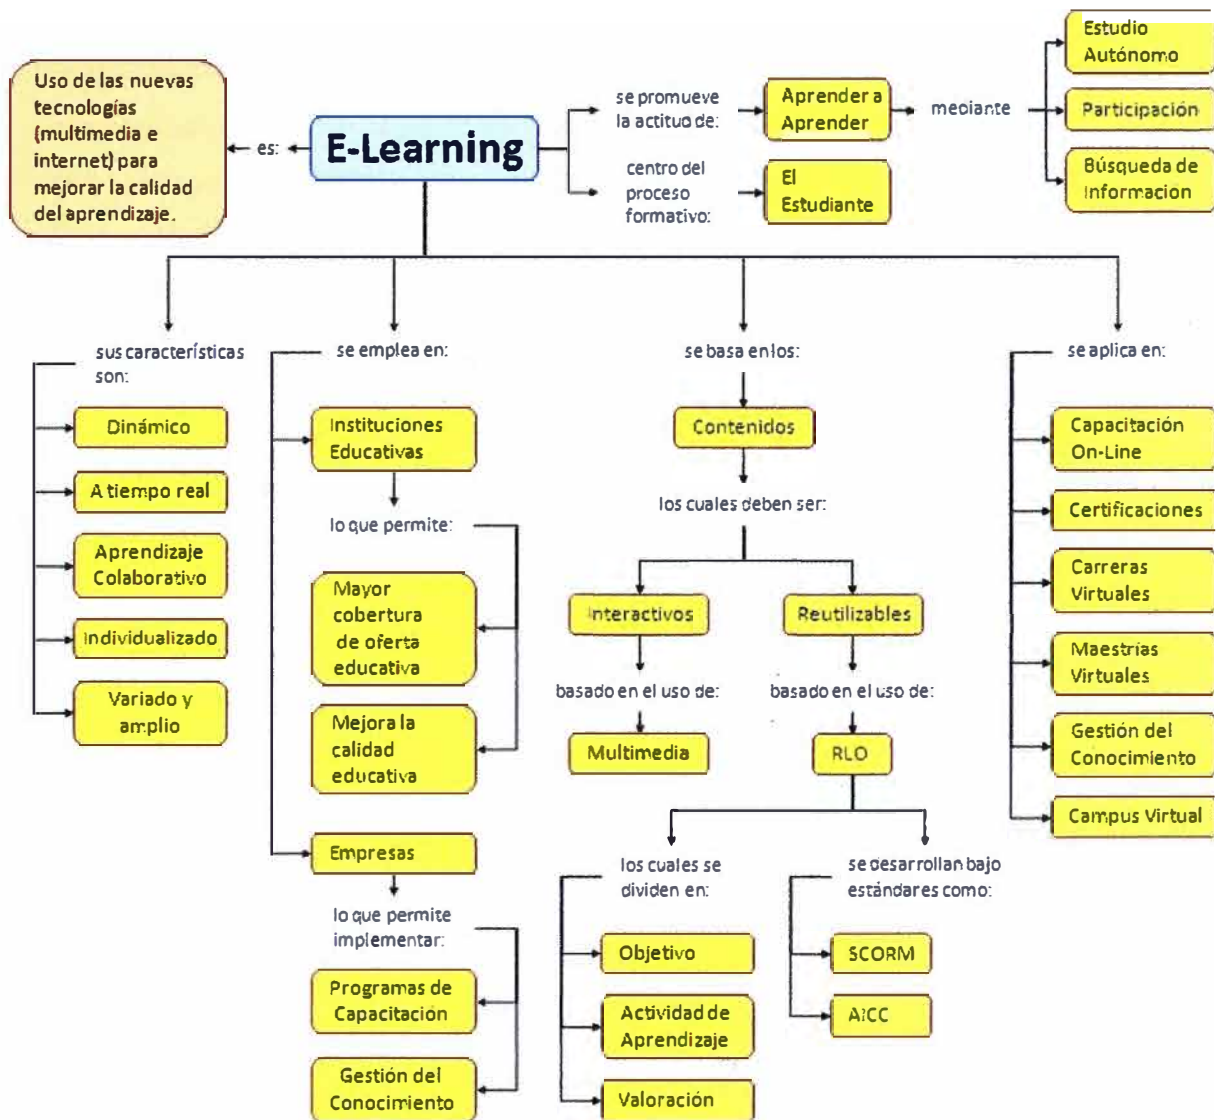 Uso de las nuevas
tecnologías
(multimedia e
internet) para
mejorar la calidad
del aprendizaje.
es:
E-Learning
se promueve
la actitud de:
Aprender a
Aprender
mediante
Estudio
Autónomo
Participación
Búsqueda de
Informacion
centro del
proceso
formativo:
El
Estudiante
sus características
son:
Dinámico
A tiempo real
Aprendizaje
Colaborativo
Individualizado
Variado y
amplio
se emplea en:
Instituciones
Educativas
lo que permite:
Mayor
cobertura
de oferta
educativa
Mejora la
calidad
educativa
Empresas
lo que permite
implementar:
Programas de
Capacitación
Gestión del
Conocimiento
se basa en los:
Contenidos
los cuales deben ser:
Interactivos
basado en el uso de:
Multimedia
Reutilizables
basado en el uso de:
RLO
los cuales se
dividen en:
Objetivo
Actividad de
Aprendizaje
Valoración
se desarrollan bajo
estándares como:
SCORM
AICC
se aplica en:
Capacitación
On-Line
Certificaciones
Carreras
Virtuales
Maestrías
Virtuales
Gestión del
Conocimiento
Campus Virtual